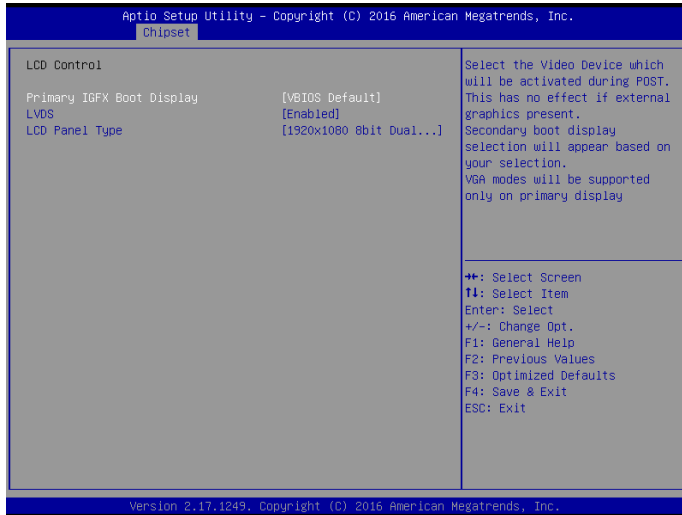 Aptio Setup Utility – Copyright (C) 2016 American Megatrends, Inc.
Chipset
LCD Control
Primary IGFX Boot Display [VBIOS Default]
LVDS [Enabled]
LCD Panel Type [1920x1080 8bit Dual...]
Select the Video Device which
will be activated during POST.
This has no effect if external
graphics present.
Secondary boot display
selection will appear based on
your selection.
VGA modes will be supported
only on primary display
→←: Select Screen
↑↓: Select Item
Enter: Select
+/-: Change Opt.
F1: General Help
F2: Previous Values
F3: Optimized Defaults
F4: Save & Exit
ESC: Exit
Version 2.17.1249. Copyright (C) 2016 American Megatrends, Inc.